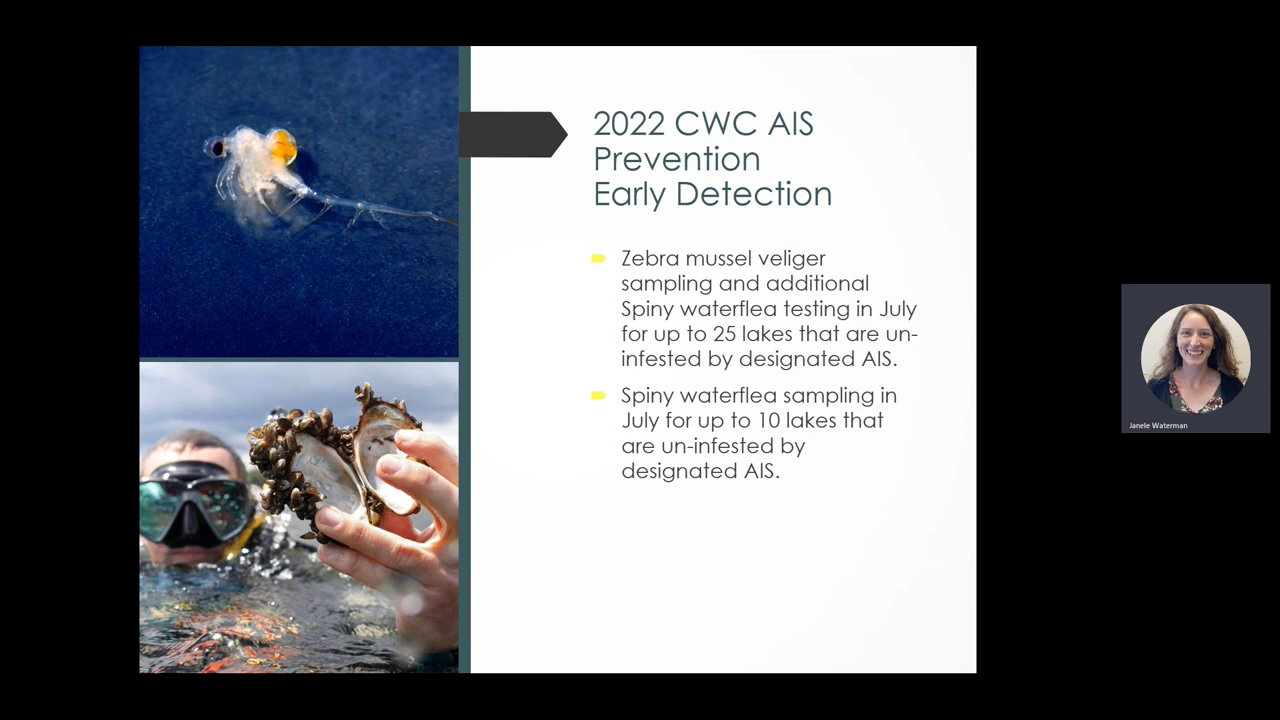 2022 CWC AIS
Prevention
Early Detection
Zebra mussel veliger
sampling and additional
Spiny waterflea testing in July
for up to 25 lakes that are un-
infested by designated AIS.
Spiny waterflea sampling in
July for up to 10 lakes that
are un-infested by
designated AIS.
Janele Waterman